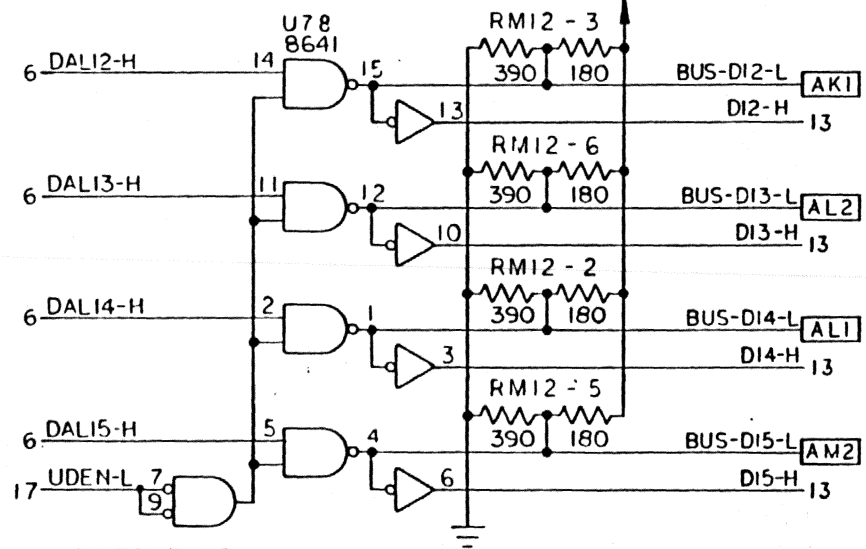 U78 RM12-3
8641
6 DAL12-H 14 15 390 180 BUS-D12-L AK1
13 D12-H 13
RM12-6
6 DAL13-H 11 12 390 180 BUS-D13-L AL2
10 D13-H 13
RM12-2
6 DAL14-H 2 1 390 180 BUS-D14-L AL1
3 D14-H 13
RM12-5
6 DAL15-H 5 4 390 180 BUS-D15-L AM2
17 UDEN-L 7 6 D15-H 13
9